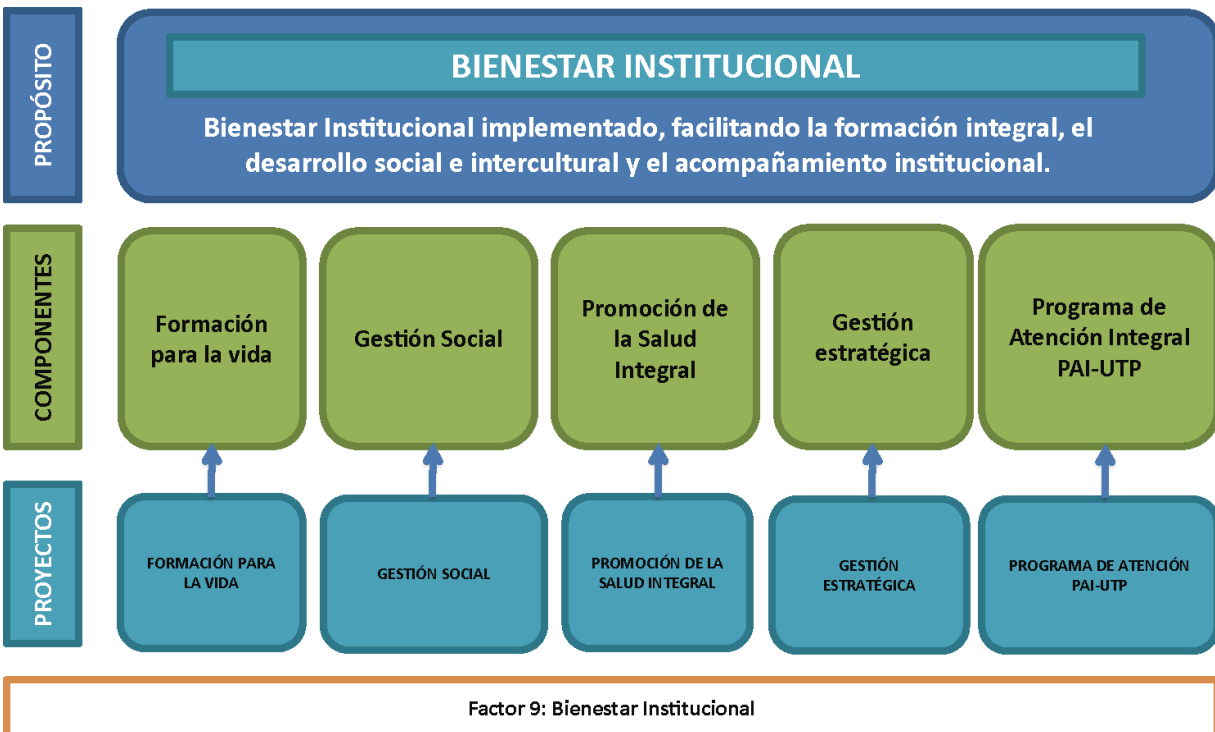 PROPÓSITO
BIENESTAR INSTITUCIONAL
Bienestar Institucional implementado, facilitando la formación integral, el
desarrollo social e intercultural y el acompañamiento institucional.
COMPONENTES
Formación
para la vida
Gestión Social
Promoción de
la Salud
Integral
Gestión
estratégica
Programa de
Atención Integral
PAI-UTP
PROYECTOS
FORMACIÓN PARA
LA VIDA
GESTIÓN SOCIAL
PROMOCIÓN DE LA
SALUD INTEGRAL
GESTIÓN
ESTRATÉGICA
PROGRAMA DE ATENCIÓN
PAI-UTP
Factor 9: Bienestar Institucional